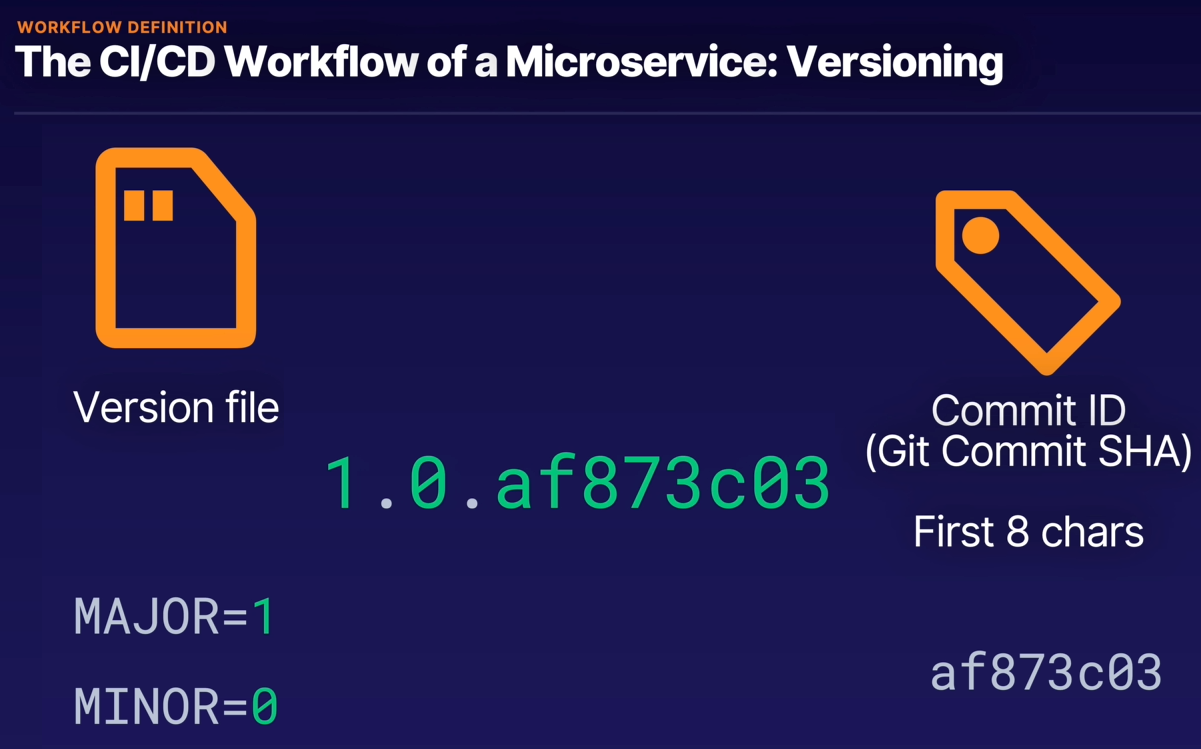 WORKFLOW DEFINITION
The CI/CD Workflow of a Microservice: Versioning
Version file
Commit ID
(Git Commit SHA)
1.0.af873c03
First 8 chars
MAJOR=1
af873c03
MINOR=0